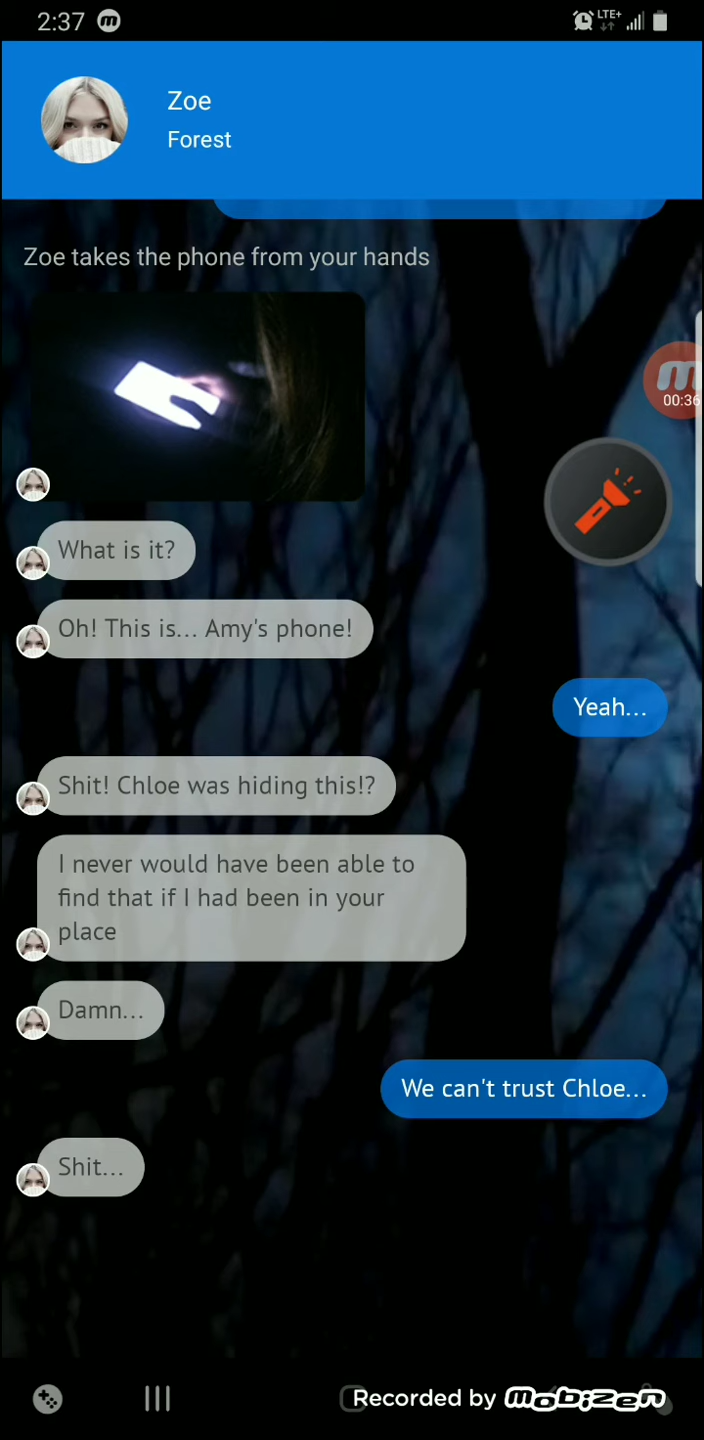 2:37
LTE+
Zoe
Forest
Zoe takes the phone from your hands
m
00:36
What is it?
Oh! This is... Amy's phone!
Yeah...
Shit! Chloe was hiding this!?
I never would have been able to
find that if I had been in your
place
Damn...
We can't trust Chloe...
Shit...
Recorded by mobizen